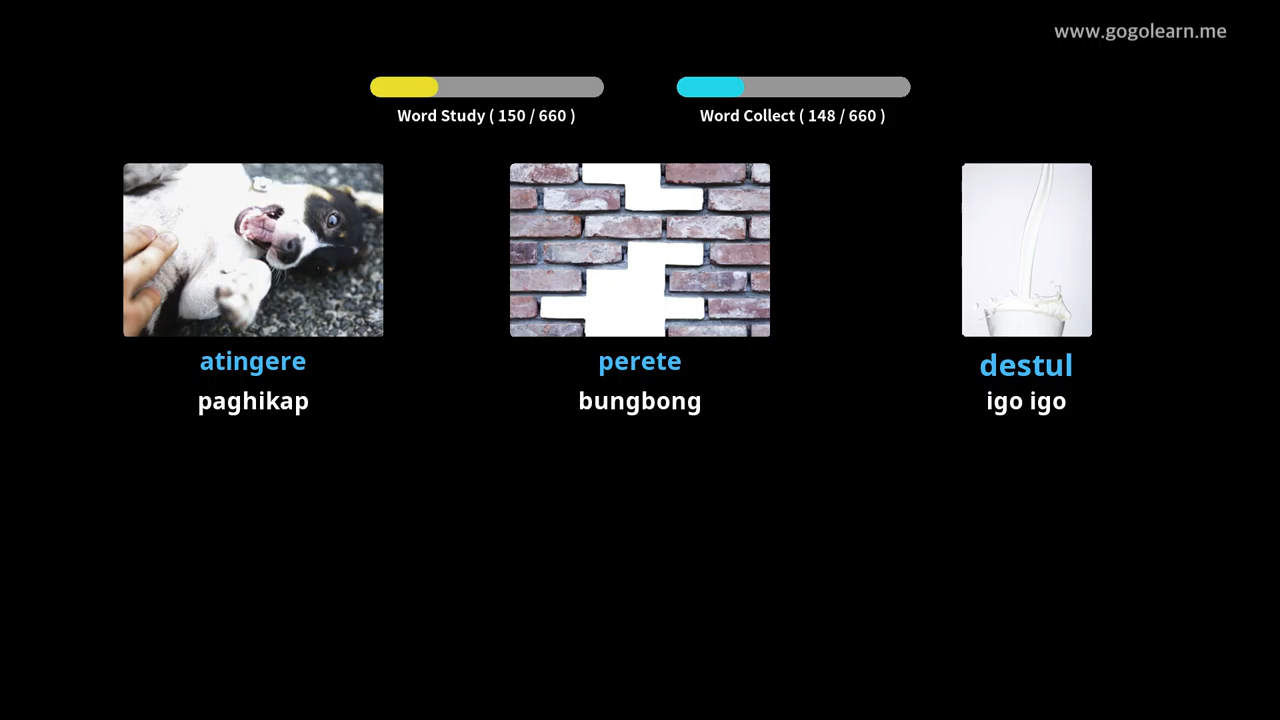 www.gogolearn.me
Word Study ( 150 / 660 )
Word Collect ( 148 / 660 )
atingere
paghikap
perete
bungbong
destul
igo igo